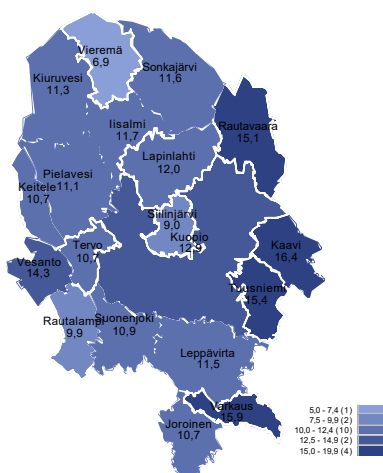 Vieremä
6,9
Kiuruvesi
11,3
Sonkajärvi
11,6
Iisalmi
11,7
Rautavaara
15,1
Lapinlahti
12,0
Pielavesi
11,1
Keitele
10,7
Siilinjärvi
9,0
Kuopio
12,9
Tervo
10,7
Kaavi
16,4
Vesanto
14,3
Tuusniemi
15,4
Rautalampi
9,9
Suonenjoki
10,9
Leppävirta
11,5
Varkaus
15,9
Joroinen
10,7
5,0 - 7,4 (1)
7,5 - 9,9 (2)
10,0 - 12,4 (10)
12,5 - 14,9 (2)
15,0 - 19,9 (4)